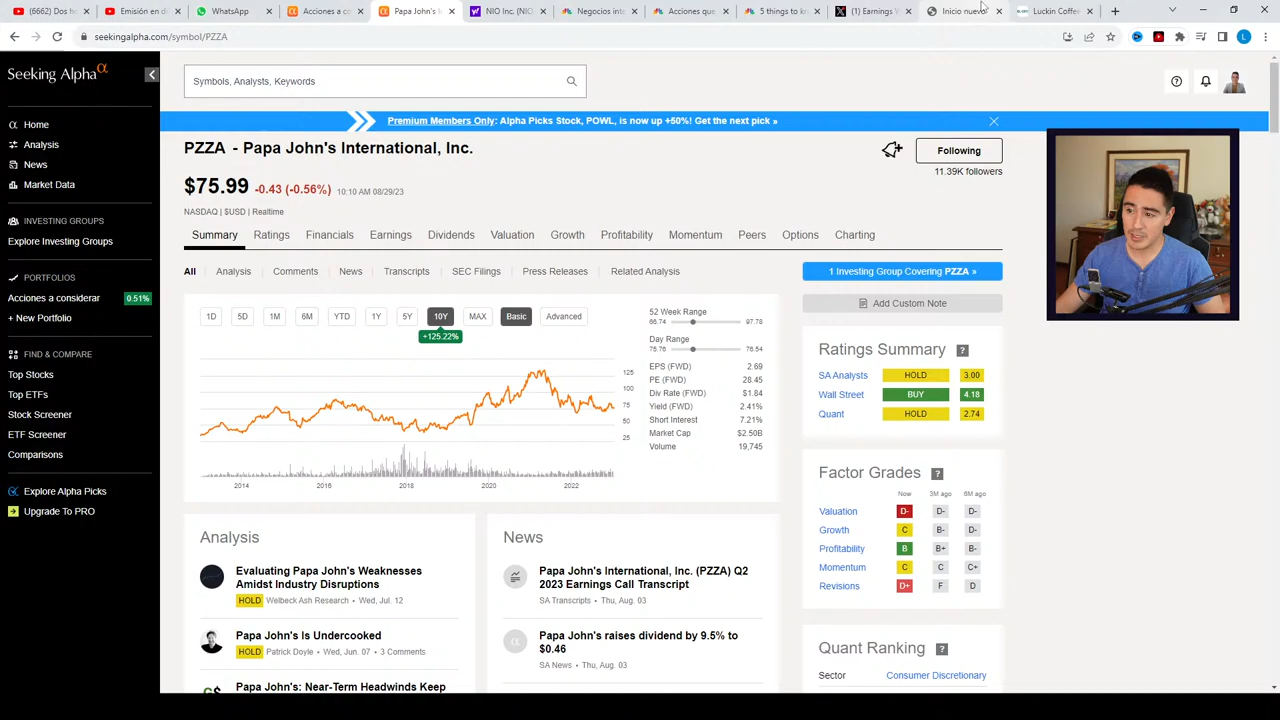 (6662) Dos h
Emisión en di
WhatsApp
Acciones a co
Papa John's I
NIO Inc. (NIO
Negocios inte
Acciones que
5 things to kn
(1) Earnings W
Inicio nuevo
Luckin Coffee
seekingalpha.com/symbol/PZZA
L
Seeking Alpha α
Symbols, Analysts, Keywords
Premium Members Only: Alpha Picks Stock, POWL, is now up +50%! Get the next pick »
Home
Analysis
News
Market Data
INVESTING GROUPS
Explore Investing Groups
PORTFOLIOS
Acciones a considerar 0.51%
+ New Portfolio
FIND & COMPARE
Top Stocks
Top ETFs
Stock Screener
ETF Screener
Comparisons
Explore Alpha Picks
Upgrade To PRO
PZZA - Papa John's International, Inc.
Following
11.39K followers
$75.99 -0.43 (-0.56%) 10:10 AM 08/29/23
NASDAQ | $USD | Realtime
Summary Ratings Financials Earnings Dividends Valuation Growth Profitability Momentum Peers Options Charting
All Analysis Comments News Transcripts SEC Filings Press Releases Related Analysis
1D 5D 1M 6M YTD 1Y 5Y 10Y MAX Basic Advanced
+125.22%
125
100
75
50
25
2014 2016 2018 2020 2022
52 Week Range
66.74 97.78
Day Range
75.76 76.54
EPS (FWD) 2.69
PE (FWD) 28.45
Div Rate (FWD) $1.84
Yield (FWD) 2.41%
Short Interest 7.21%
Market Cap $2.50B
Volume 19,745
1 Investing Group Covering PZZA »
Add Custom Note
Ratings Summary ?
SA Analysts HOLD 3.00
Wall Street BUY 4.18
Quant HOLD 2.74
Factor Grades ?
Now 3M ago 6M ago
Valuation D- D- D-
Growth C B- D-
Profitability B B+ B-
Momentum C C C+
Revisions D+ F D
Quant Ranking ?
Sector Consumer Discretionary
Analysis
Evaluating Papa John's Weaknesses
Amidst Industry Disruptions
HOLD Welbeck Ash Research • Wed, Jul. 12
Papa John's Is Undercooked
HOLD Patrick Doyle • Wed, Jun. 07 • 3 Comments
Papa John's: Near-Term Headwinds Keep
News
Papa John's International, Inc. (PZZA) Q2
2023 Earnings Call Transcript
SA Transcripts • Thu, Aug. 03
Papa John's raises dividend by 9.5% to
$0.46
SA News • Thu, Aug. 03